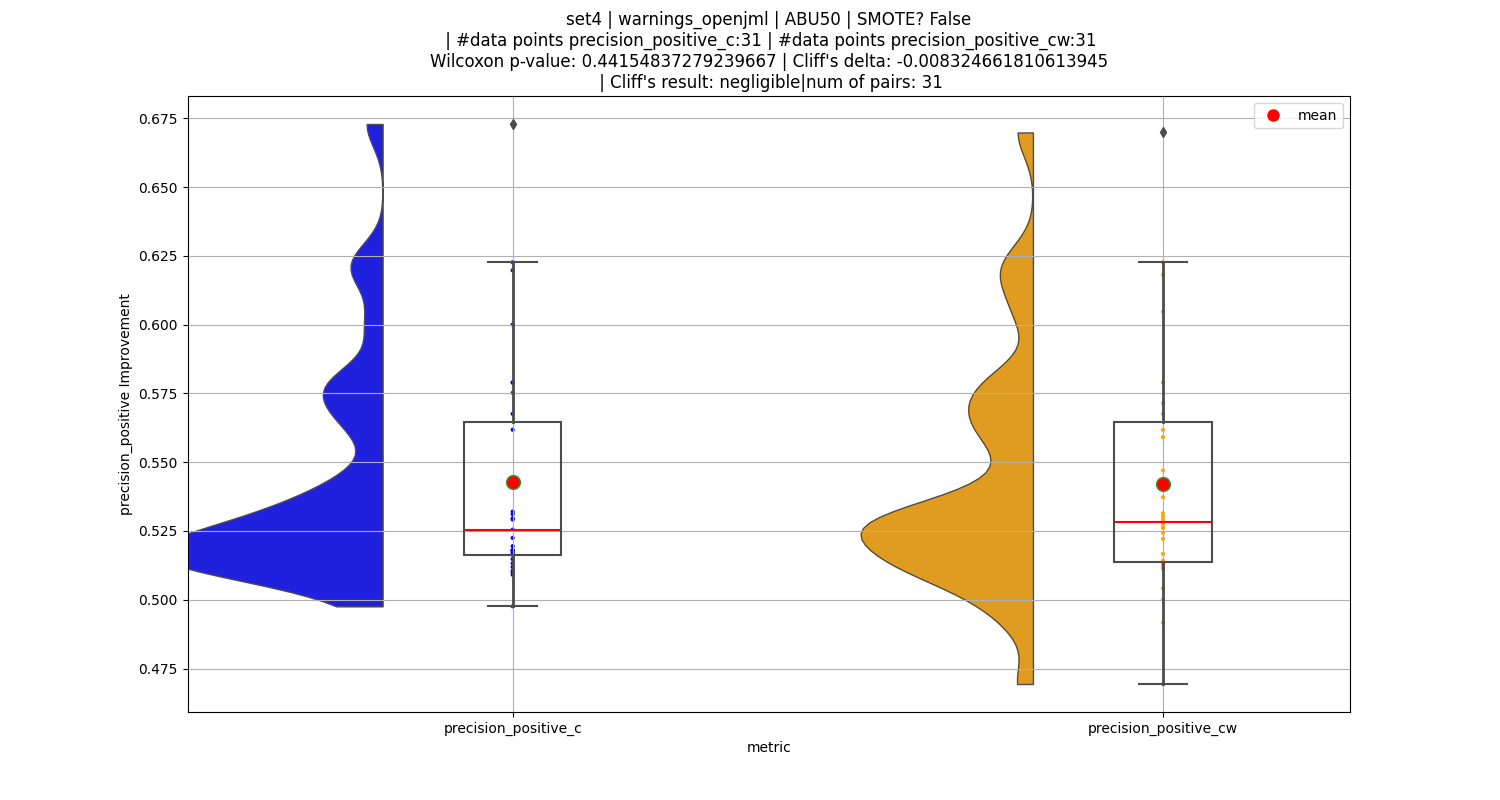 set4 | warnings_openjml | ABU50 | SMOTE? False
| #data points precision_positive_c:31 | #data points precision_positive_cw:31
Wilcoxon p-value: 0.44154837279239667 | Cliff's delta: -0.008324661810613945
| Cliff's result: negligible|num of pairs: 31
mean
0.675
0.650
0.625
0.600
0.575
0.550
0.525
0.500
0.475
precision_positive Improvement
precision_positive_c
precision_positive_cw
metric